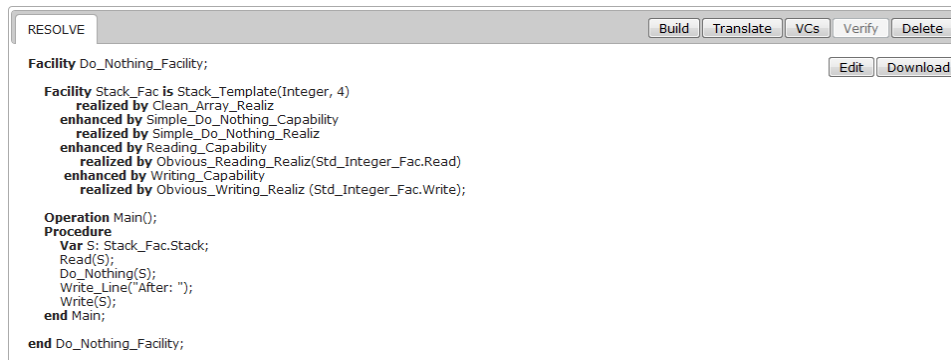 RESOLVE
Build Translate VCs Verify Delete
Edit Download
Facility Do_Nothing_Facility;
Facility Stack_Fac is Stack_Template(Integer, 4)
realized by Clean_Array_Realiz
enhanced by Simple_Do_Nothing_Capability
realized by Simple_Do_Nothing_Realiz
enhanced by Reading_Capability
realized by Obvious_Reading_Realiz(Std_Integer_Fac.Read)
enhanced by Writing_Capability
realized by Obvious_Writing_Realiz (Std_Integer_Fac.Write);
Operation Main();
Procedure
Var S: Stack_Fac.Stack;
Read(S);
Do_Nothing(S);
Write_Line("After: ");
Write(S);
end Main;
end Do_Nothing_Facility;